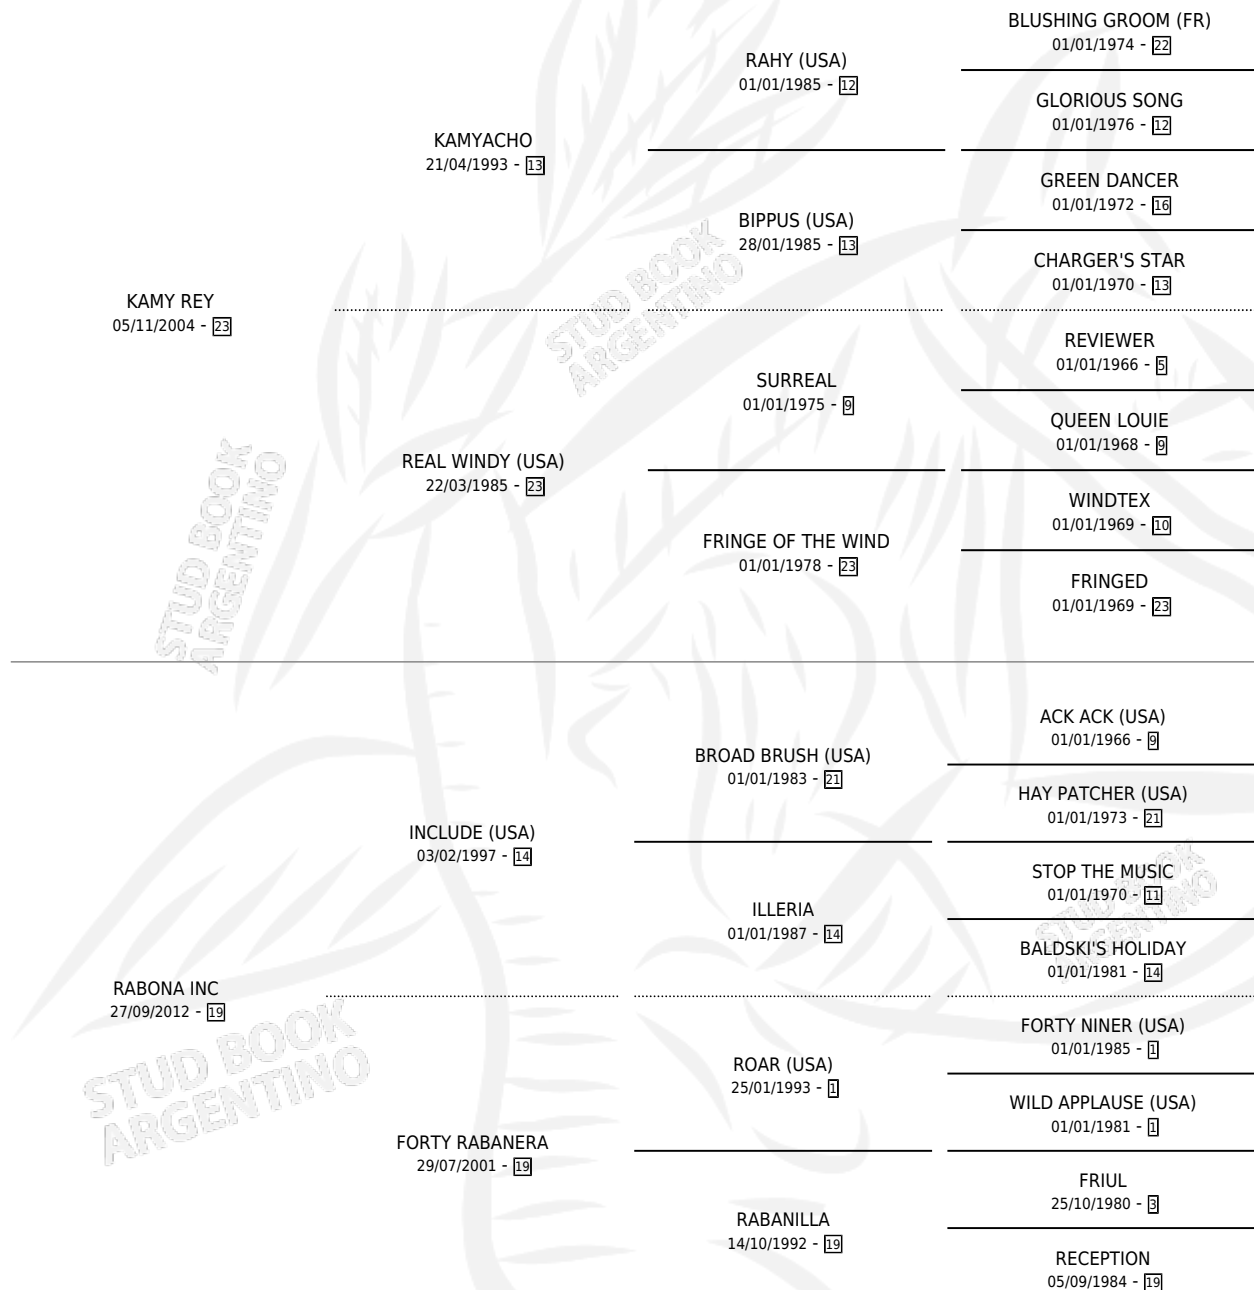 BLUSHING GROOM (FR)
01/01/1974 - 22
RAHY (USA)
01/01/1985 - 12
GLORIOUS SONG
01/01/1976 - 12
KAMYACHO
21/04/1993 - 13
GREEN DANCER
01/01/1972 - 16
BIPPUS (USA)
28/01/1985 - 13
CHARGER'S STAR
01/01/1970 - 13
KAMY REY
05/11/2004 - 23
REVIEWER
01/01/1966 - 5
SURREAL
01/01/1975 - 9
QUEEN LOUIE
01/01/1968 - 9
REAL WINDY (USA)
22/03/1985 - 23
WINDTEX
01/01/1969 - 10
FRINGE OF THE WIND
01/01/1978 - 23
FRINGED
01/01/1969 - 23
ACK ACK (USA)
01/01/1966 - 9
BROAD BRUSH (USA)
01/01/1983 - 21
HAY PATCHER (USA)
01/01/1973 - 21
INCLUDE (USA)
03/02/1997 - 14
STOP THE MUSIC
01/01/1970 - 11
ILLERIA
01/01/1987 - 14
BALDSKI'S HOLIDAY
01/01/1981 - 14
RABONA INC
27/09/2012 - 19
FORTY NINER (USA)
01/01/1985 - 1
ROAR (USA)
25/01/1993 - 1
WILD APPLAUSE (USA)
01/01/1981 - 1
FORTY RABANERA
29/07/2001 - 19
FRIUL
25/10/1980 - 3
RABANILLA
14/10/1992 - 19
RECEPTION
05/09/1984 - 19
STUD BOOK
ARGENTINO
STUD BOOK
ARGENTINO
STUD BOOK
ARGENTINO
STUD BOOK
ARGENTINO